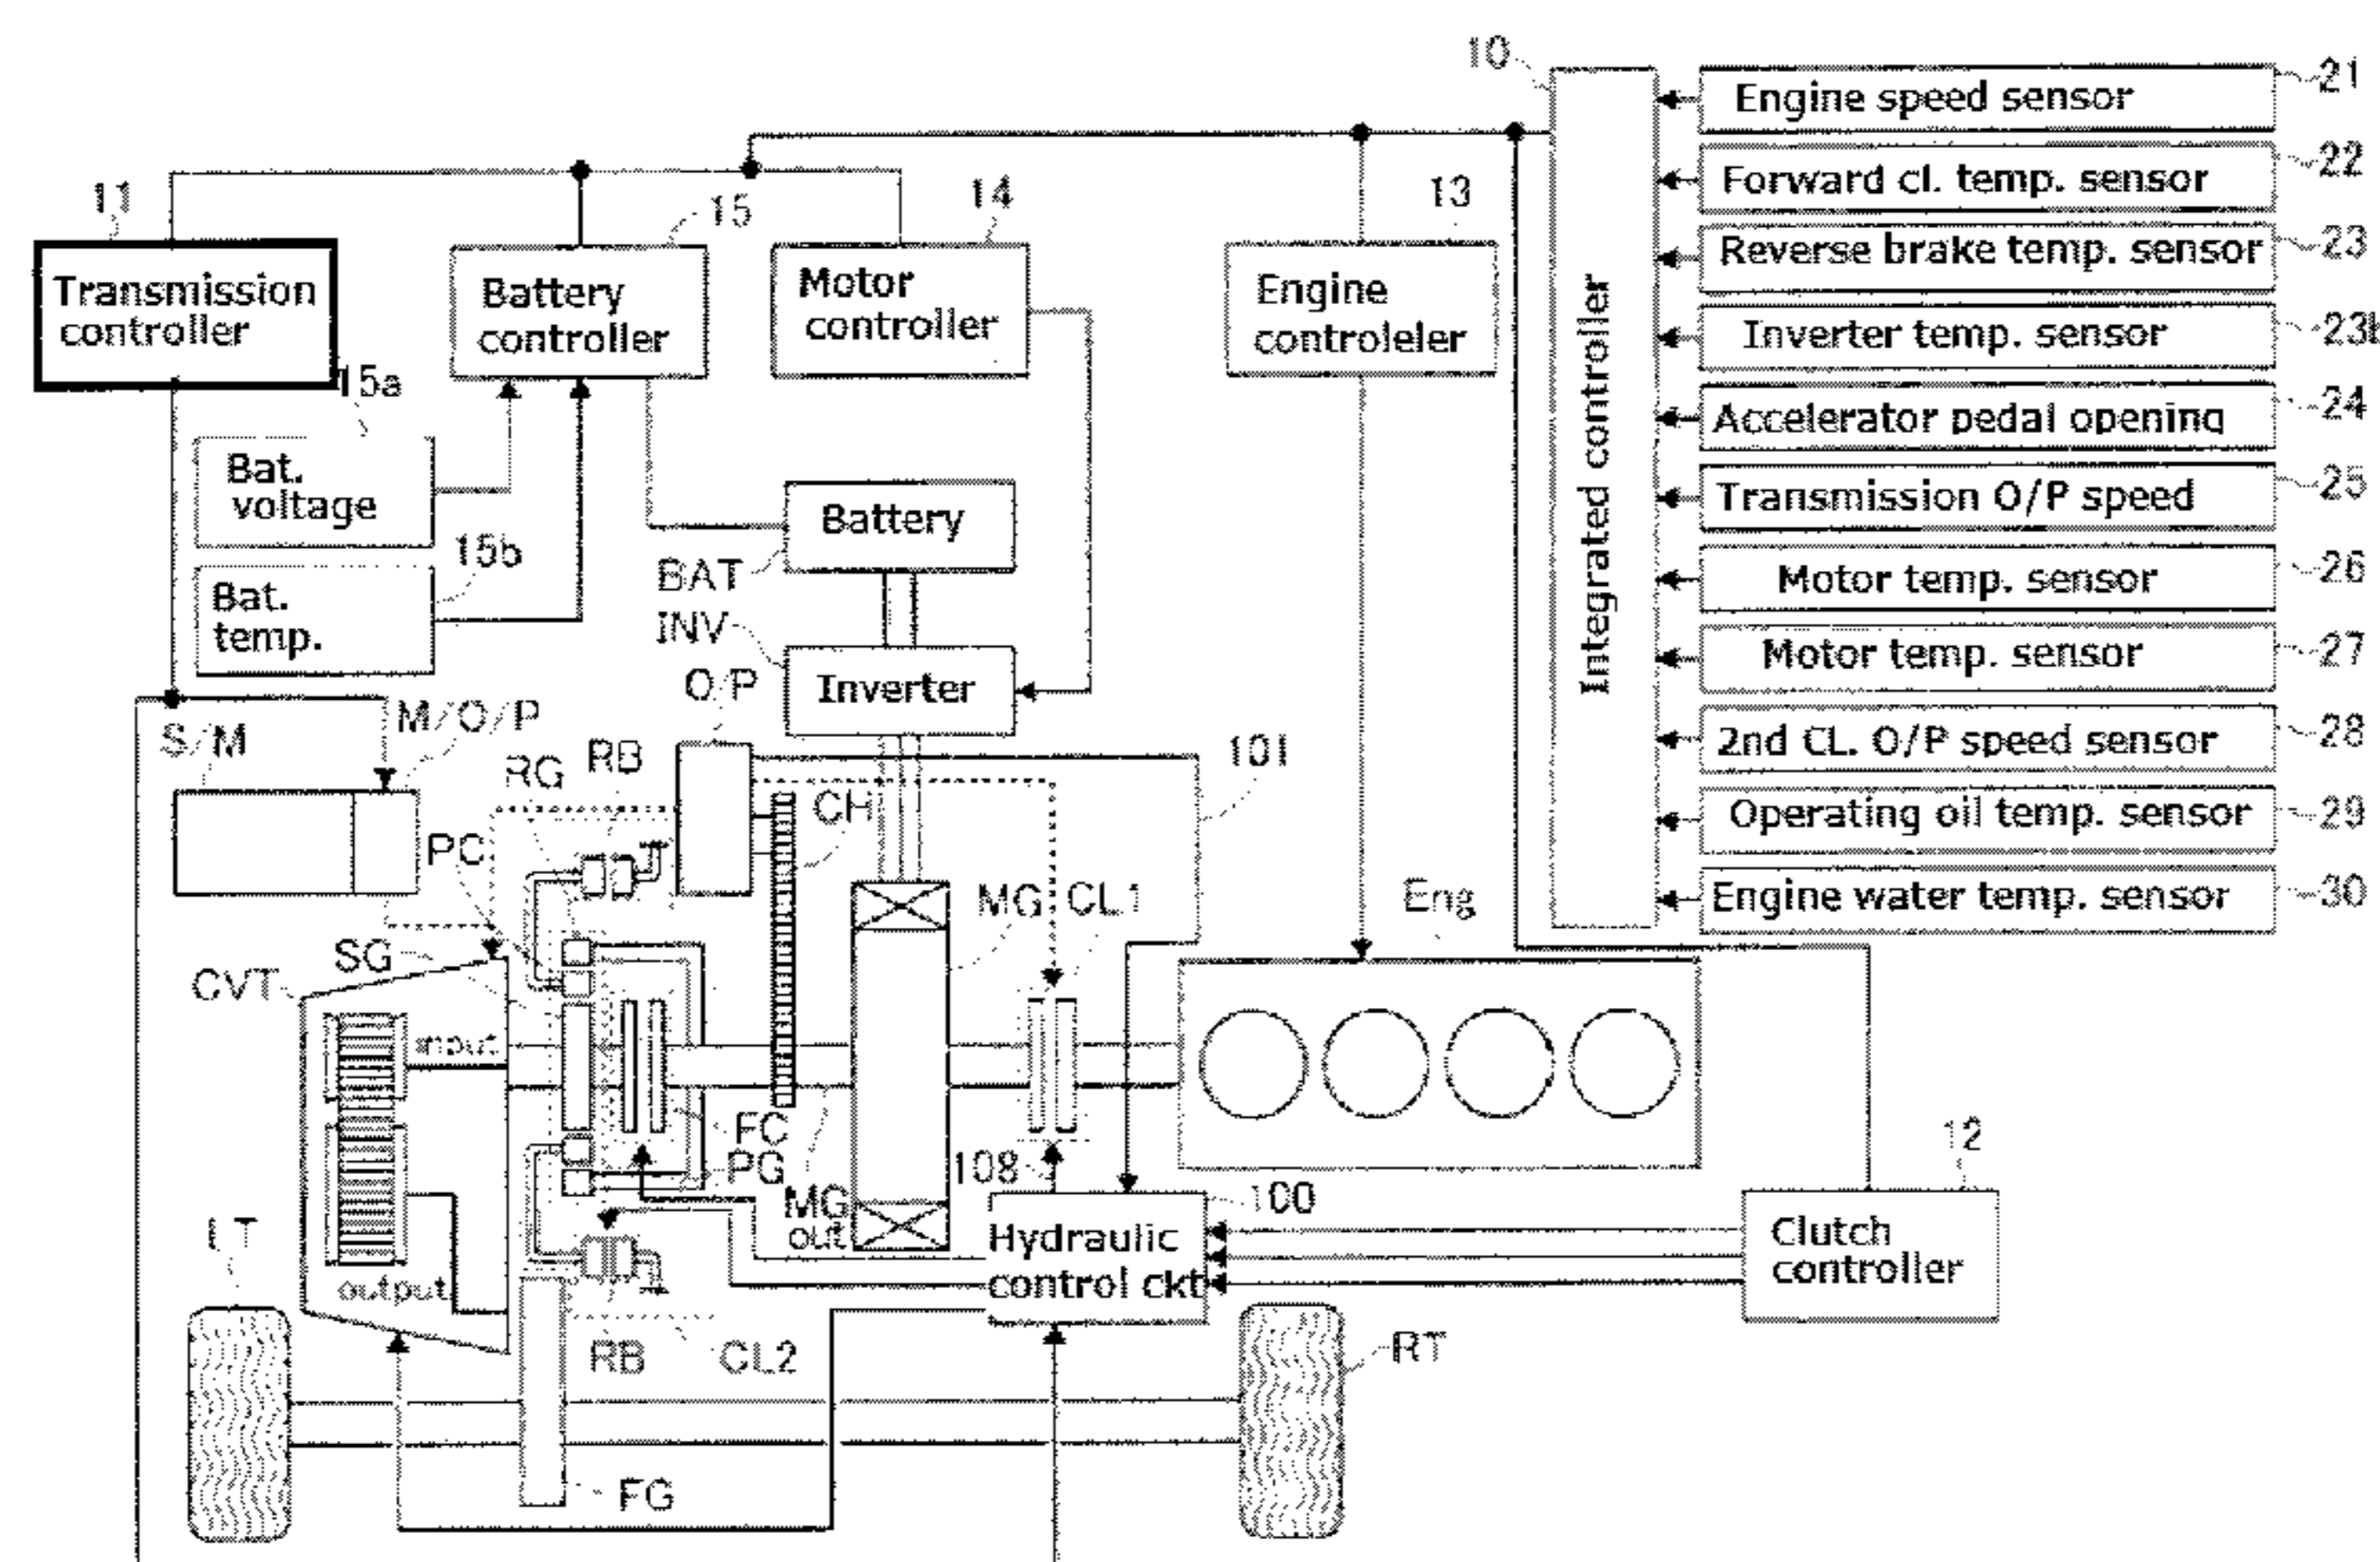 10
Engine speed sensor
21
Forward cl. temp. sensor
22
Reverse brake temp. sensor
23
Inverter temp. sensor
23b
Accelerator pedal opening
24
Transmission O/P speed
25
Motor temp. sensor
26
Motor temp. sensor
27
2nd CL. O/P speed sensor
28
Operating oil temp. sensor
29
Engine water temp. sensor
30
Integrated controller
11
Transmission
controller
15
Battery
controller
14
Motor
controller
13
Engine
controleler
15a
Bat.
voltage
15b
Bat.
temp.
Battery
BAT
INV
Inverter
O/P
S/M
M/O/P
RG
RB
CH
101
PC
MG
CL1
Eng
SG
CVT
input
output
FC
PG
MG
out
108
100
Hydraulic
control ckt
12
Clutch
controller
LT
RB
CL2
RT
FG